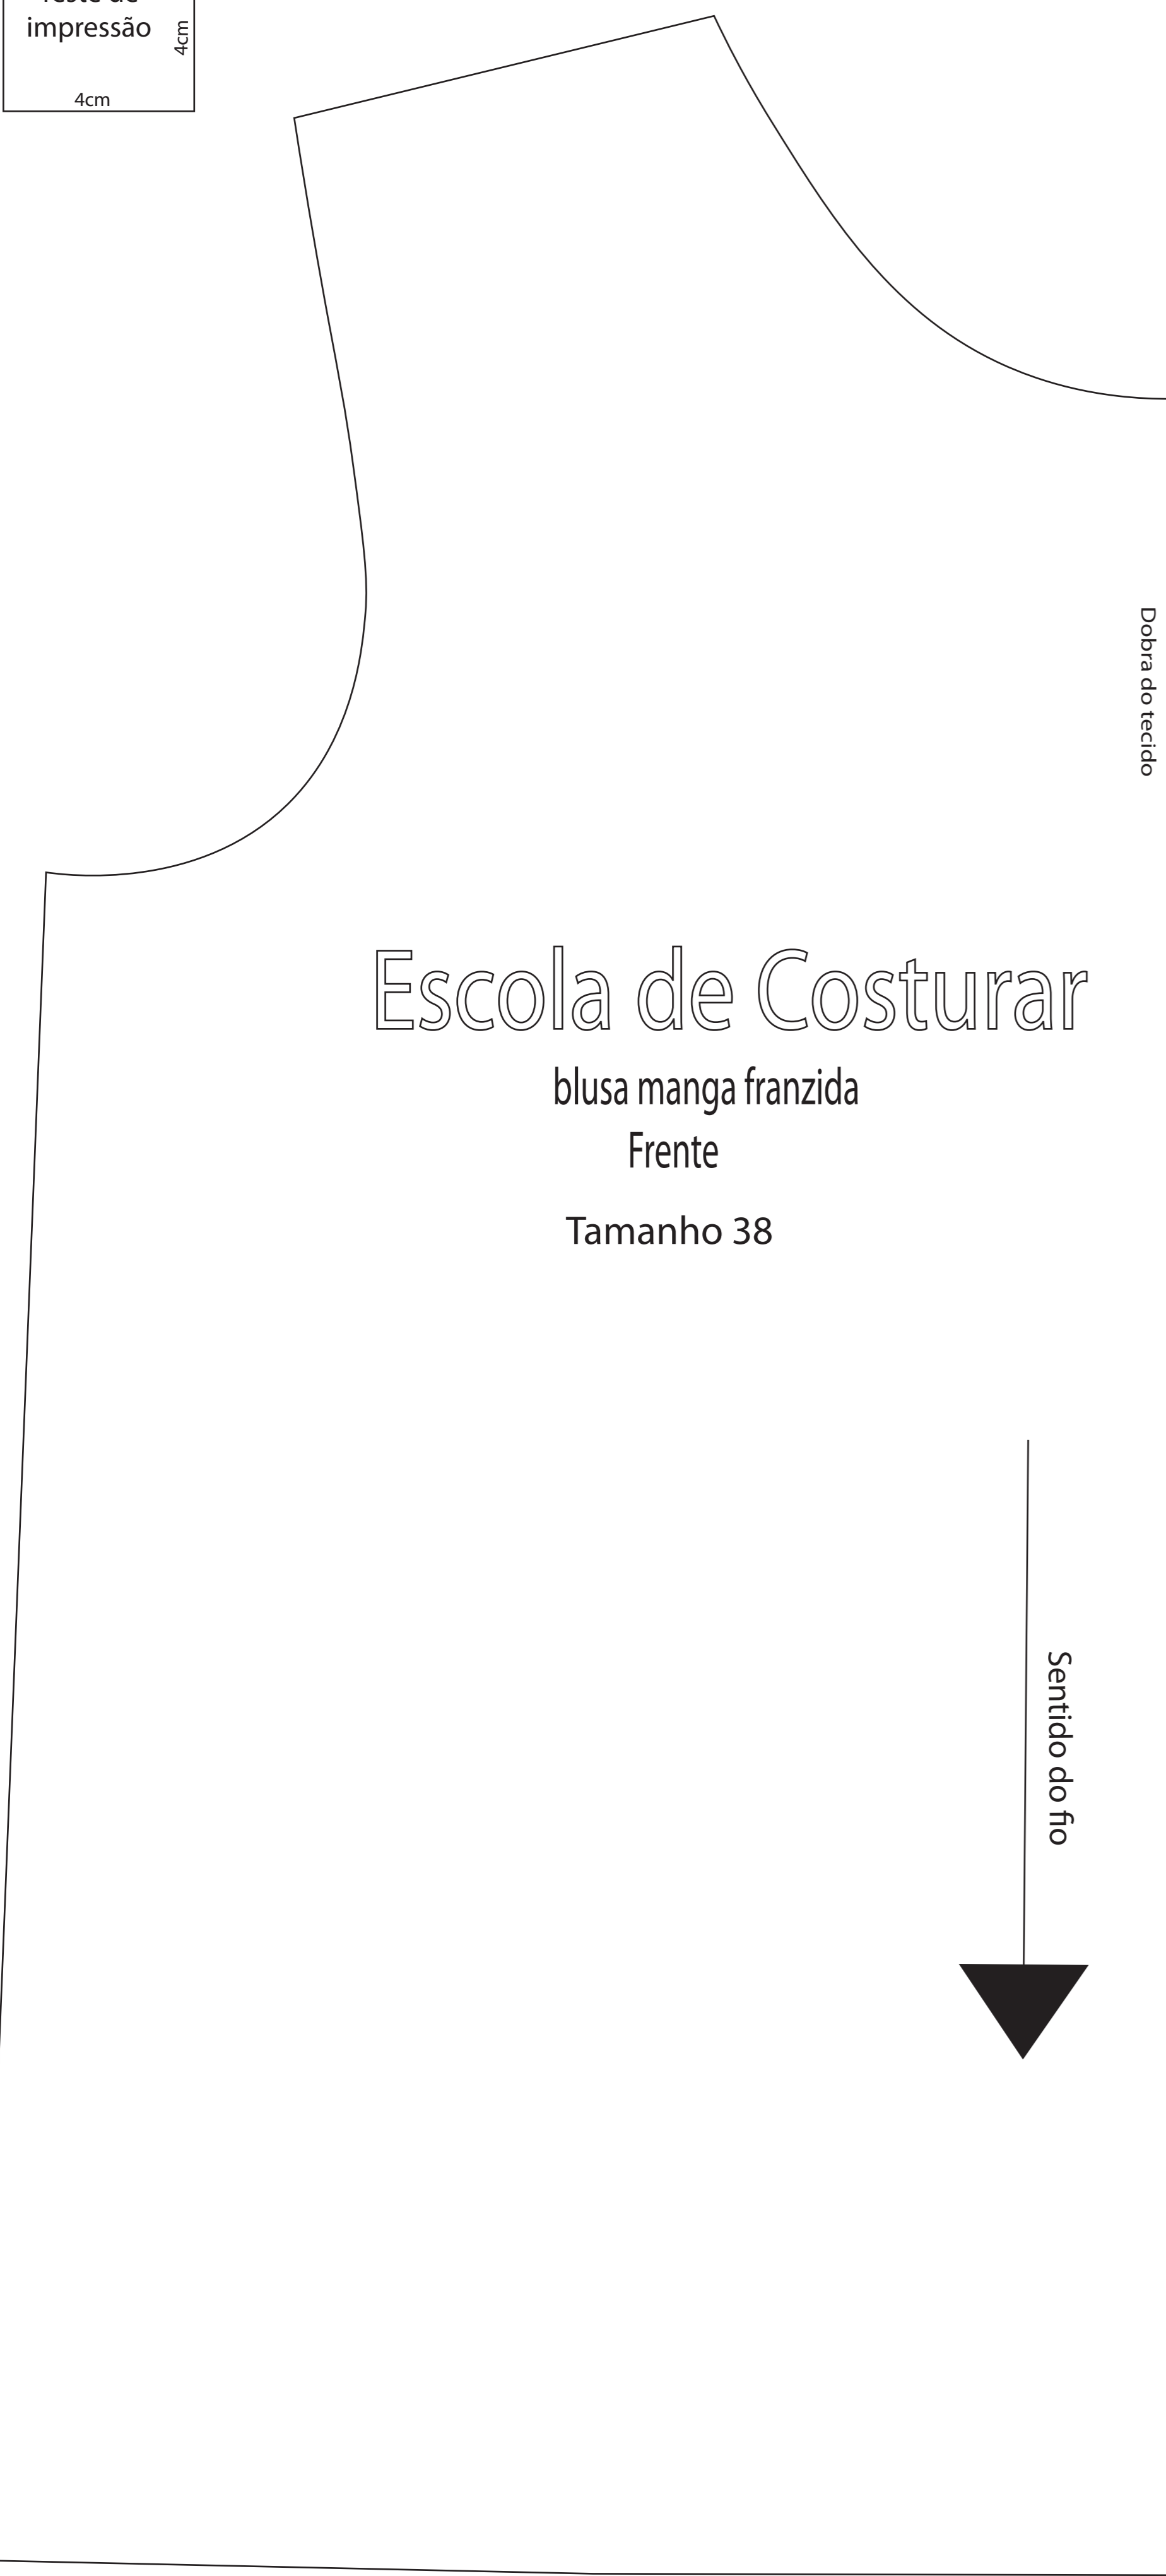 impressão
4cm
4cm
Dobra do tecido
Escola de Costurar
blusa manga franzida
Frente
Tamanho 38
Sentido do fio